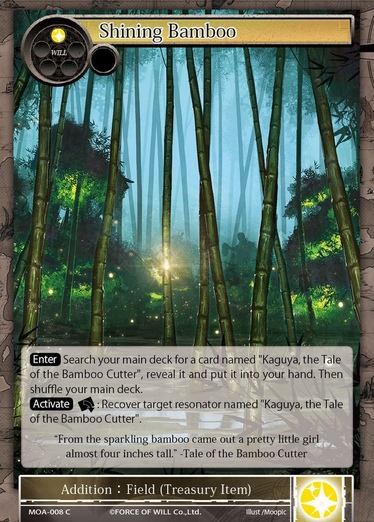 Shining Bamboo
WILL
Enter Search your main deck for a card named "Kaguya, the Tale
of the Bamboo Cutter", reveal it and put it into your hand. Then
shuffle your main deck.
Activate : Recover target resonator named "Kaguya, the Tale
of the Bamboo Cutter".
"From the sparkling bamboo came out a pretty little girl
almost four inches tall." -Tale of the Bamboo Cutter
Addition : Field (Treasury Item)
MOA-008 C ©FORCE OF WILL Co.,Ltd. Illust /Moopic